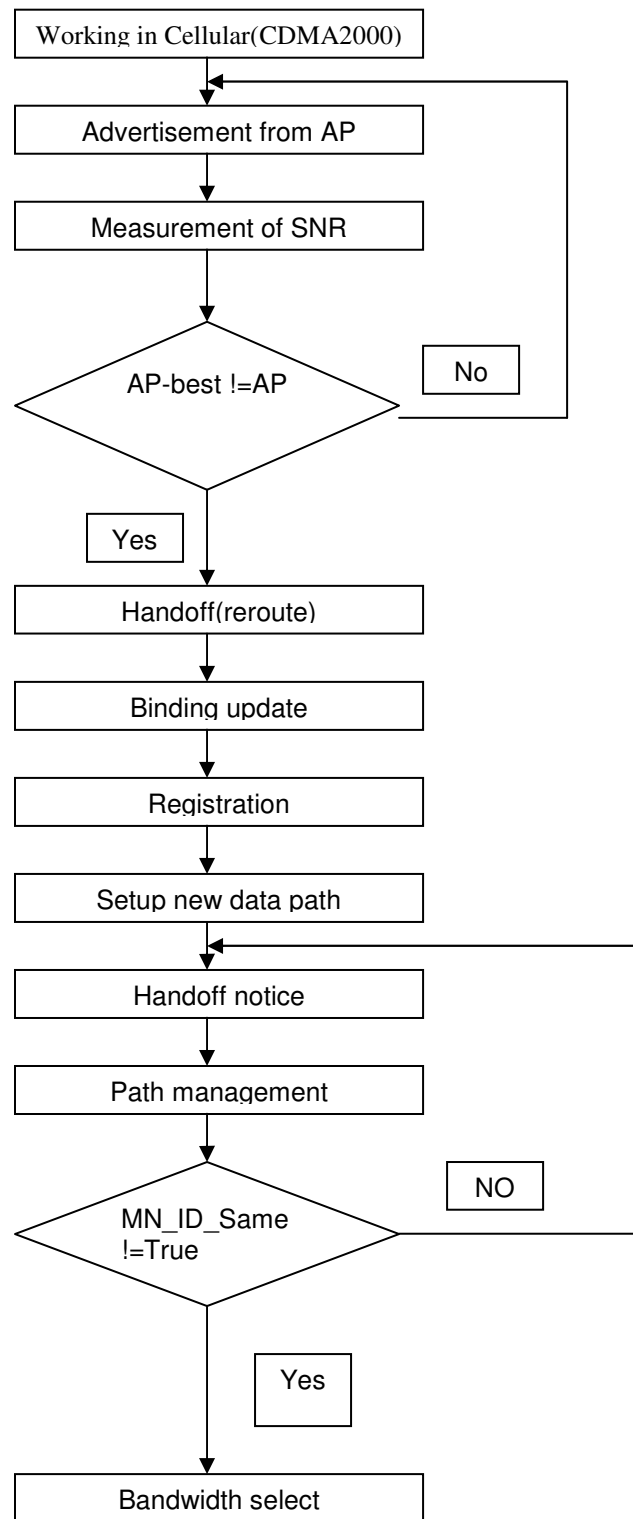 Working in Cellular(CDMA2000)
Advertisement from AP
Measurement of SNR
AP-best !=AP
No
Yes
Handoff(reroute)
Binding update
Registration
Setup new data path
Handoff notice
Path management
MN_ID_Same
!=True
NO
Yes
Bandwidth select